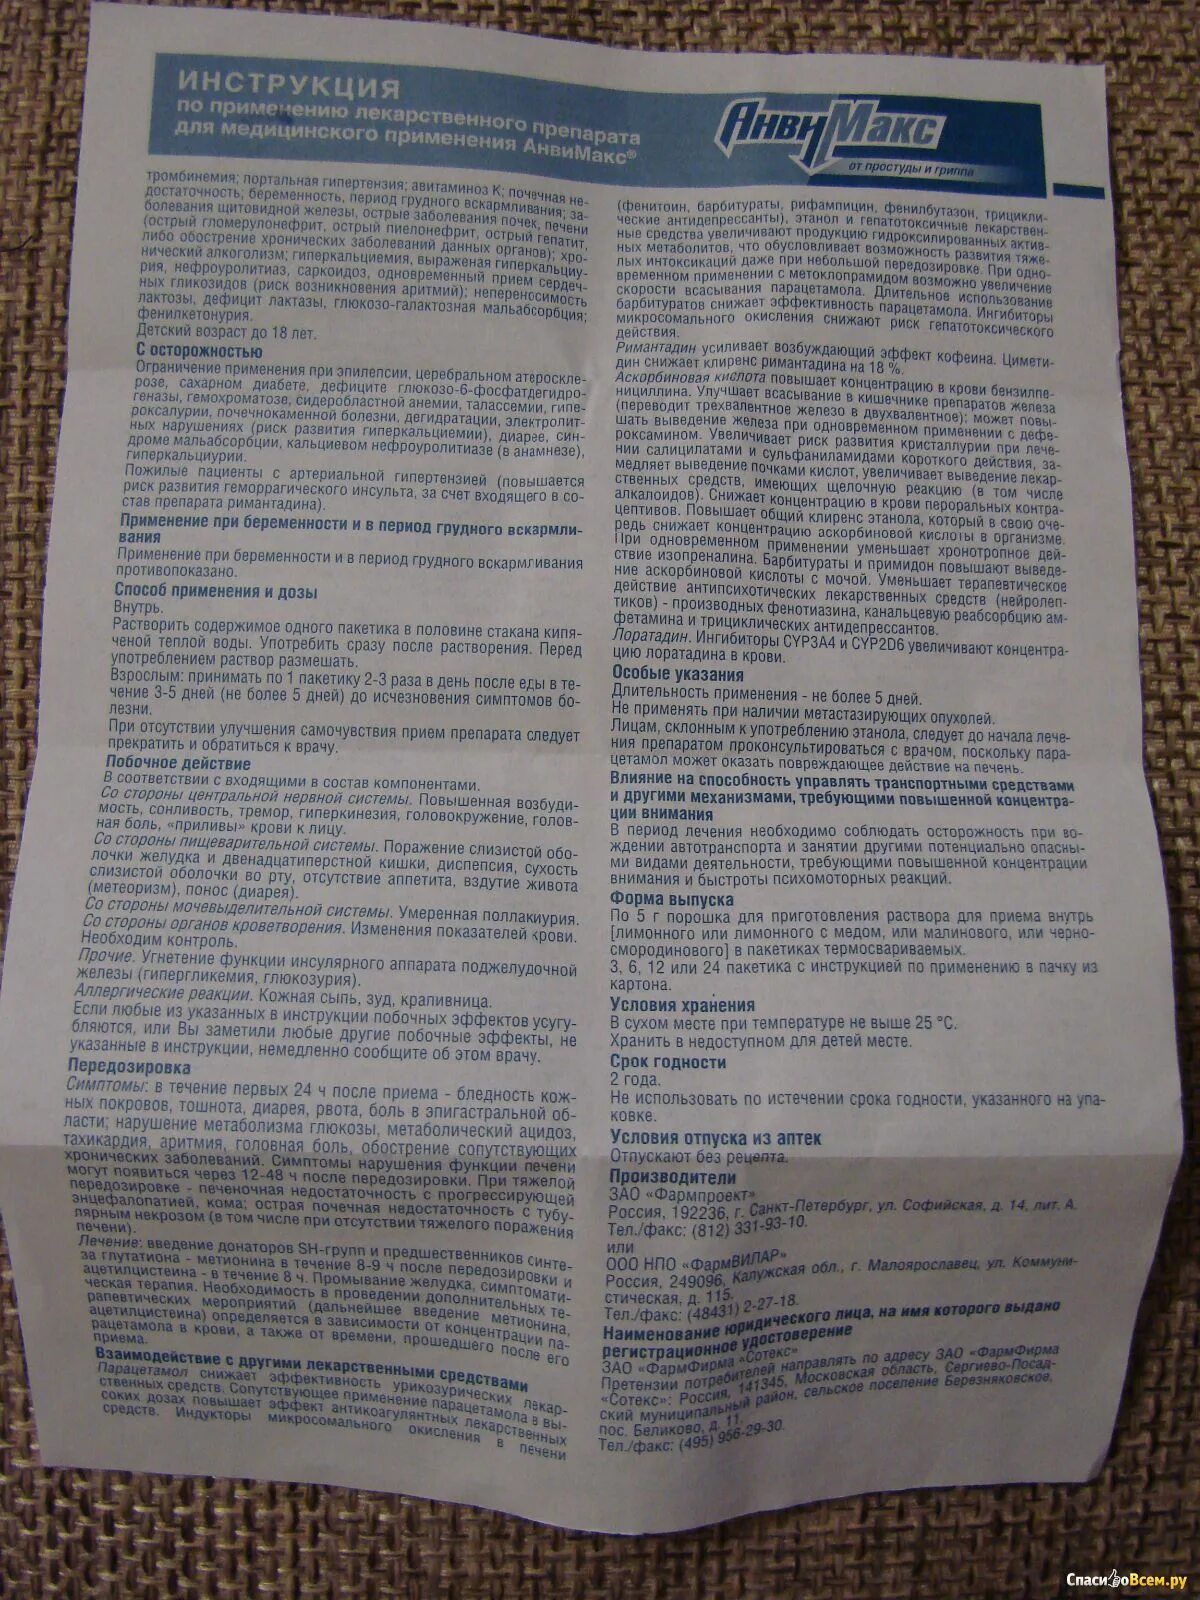 ИНСТРУКЦИЯ
по применению лекарственного препарата
для медицинского применения АнвиМакс®
АнвиМакс
от простуды и гриппа
тромбинемия; портальная гипертензия; авитаминоз К; почечная не-
достаточность; беременность, период грудного вскармливания; за-
болевания щитовидной железы, острые заболевания почек, печени
(острый гломерулонефрит, острый пиелонефрит, острый гепатит,
либо обострение хронических заболеваний данных органов); хро-
нический алкоголизм; гиперкальциемия, выраженная гиперкальциу-
рия, нефроуролитиаз, саркоидоз, одновременный прием сердеч-
ных гликозидов (риск возникновения аритмий); непереносимость
лактозы, дефицит лактазы, глюкозо-галактозная мальабсорбция;
фенилкетонурия.
Детский возраст до 18 лет.
С осторожностью
Ограничение применения при эпилепсии, церебральном атероскле-
розе, сахарном диабете, дефиците глюкозо-6-фосфатдегидро-
геназы, гемохроматозе, сидеробластной анемии, талассемии, гипе-
роксалурии, почечнокаменной болезни, дегидратации, электролит-
ных нарушениях (риск развития гиперкальциемии), диарее, син-
дроме мальабсорбции, кальциевом нефроуролитиазе (в анамнезе),
гиперкальциурии.
Пожилые пациенты с артериальной гипертензией (повышается
риск развития геморрагического инсульта, за счет входящего в со-
став препарата римантадина).
Применение при беременности и в период грудного вскармли-
вания
Применение при беременности и в период грудного вскармливания
противопоказано.
Способ применения и дозы
Внутрь.
Растворить содержимое одного пакетика в половине стакана кипя-
ченой теплой воды. Употребить сразу после растворения. Перед
употреблением раствор размешать.
Взрослым: принимать по 1 пакетику 2-3 раза в день после еды в те-
чение 3-5 дней (не более 5 дней) до исчезновения симптомов бо-
лезни.
При отсутствии улучшения самочувствия прием препарата следует
прекратить и обратиться к врачу.
Побочное действие
В соответствии с входящими в состав компонентами.
Со стороны центральной нервной системы. Повышенная возбуди-
мость, сонливость, тремор, гиперкинезия, головокружение, голов-
ная боль, «приливы» крови к лицу.
Со стороны пищеварительной системы. Поражение слизистой обо-
лочки желудка и двенадцатиперстной кишки, диспепсия, сухость
слизистой оболочки во рту, отсутствие аппетита, вздутие живота
(метеоризм), понос (диарея).
Со стороны мочевыделительной системы. Умеренная поллакиурия.
Со стороны органов кроветворения. Изменения показателей крови.
Необходим контроль.
Прочие. Угнетение функции инсулярного аппарата поджелудочной
железы (гипергликемия, глюкозурия).
Аллергические реакции. Кожная сыпь, зуд, крапивница.
Если любые из указанных в инструкции побочных эффектов усугу-
бляются, или Вы заметили любые другие побочные эффекты, не
указанные в инструкции, немедленно сообщите об этом врачу.
Передозировка
Симптомы: в течение первых 24 ч после приема - бледность кож-
ных покровов, тошнота, диарея, рвота, боль в эпигастральной об-
ласти; нарушение метаболизма глюкозы, метаболический ацидоз,
тахикардия, аритмия, головная боль, обострение сопутствующих
хронических заболеваний. Симптомы нарушения функции печени
могут появиться через 12-48 ч после передозировки. При тяжелой
передозировке - печеночная недостаточность с прогрессирующей
энцефалопатией, кома; острая почечная недостаточность с тубу-
лярным некрозом (в том числе при отсутствии тяжелого поражения
печени).
Лечение: введение донаторов SH-групп и предшественников синте-
за глутатиона - метионина в течение 8-9 ч после передозировки и
ацетилцистеина - в течение 8 ч. Промывание желудка, симптомати-
ческая терапия. Необходимость в проведении дополнительных те-
рапевтических мероприятий (дальнейшее введение метионина,
ацетилцистеина) определяется в зависимости от концентрации па-
рацетамола в крови, а также от времени, прошедшего после его
приема.
Взаимодействие с другими лекарственными средствами
Парацетамол снижает эффективность урикозурических лекар-
ственных средств. Сопутствующее применение парацетамола в вы-
соких дозах повышает эффект антикоагулянтных лекарственных
средств. Индукторы микросомального окисления в печени
(фенитоин, барбитураты, рифампицин, фенилбутазон, трицикли-
ческие антидепрессанты), этанол и гепатотоксичные лекарствен-
ные средства увеличивают продукцию гидроксилированных актив-
ных метаболитов, что обусловливает возможность развития тяже-
лых интоксикаций даже при небольшой передозировке. При одно-
временном применении с метоклопрамидом возможно увеличение
скорости всасывания парацетамола. Длительное использование
барбитуратов снижает эффективность парацетамола. Ингибиторы
микросомального окисления снижают риск гепатотоксического
действия.
Римантадин усиливает возбуждающий эффект кофеина. Цимети-
дин снижает клиренс римантадина на 18 %.
Аскорбиновая кислота повышает концентрацию в крови бензилпе-
нициллина. Улучшает всасывание в кишечнике препаратов железа
(переводит трехвалентное железо в двухвалентное); может повы-
шать выведение железа при одновременном применении с дефе-
роксамином. Увеличивает риск развития кристаллурии при лече-
нии салицилатами и сульфаниламидами короткого действия, за-
медляет выведение почками кислот, увеличивает выведение лекар-
ственных средств, имеющих щелочную реакцию (в том числе
алкалоидов). Снижает концентрацию в крови пероральных контра-
цептивов. Повышает общий клиренс этанола, который в свою оче-
редь снижает концентрацию аскорбиновой кислоты в организме.
При одновременном применении уменьшает хронотропное дей-
ствие изопреналина. Барбитураты и примидон повышают выведе-
ние аскорбиновой кислоты с мочой. Уменьшает терапевтическое
действие антипсихотических лекарственных средств (нейролеп-
тиков) - производных фенотиазина, канальцевую реабсорбцию ам-
фетамина и трициклических антидепрессантов.
Лоратадин. Ингибиторы CYP3A4 и CYP2D6 увеличивают концентра-
цию лоратадина в крови.
Особые указания
Длительность применения - не более 5 дней.
Не применять при наличии метастазирующих опухолей.
Лицам, склонным к употреблению этанола, следует до начала лече-
ния препаратом проконсультироваться с врачом, поскольку пара-
цетамол может оказать повреждающее действие на печень.
Влияние на способность управлять транспортными средствами
и другими механизмами, требующими повышенной концентра-
ции внимания
В период лечения необходимо соблюдать осторожность при во-
ждении автотранспорта и занятии другими потенциально опасны-
ми видами деятельности, требующими повышенной концентрации
внимания и быстроты психомоторных реакций.
Форма выпуска
По 5 г порошка для приготовления раствора для приема внутрь
[лимонного или лимонного с медом, или малинового, или черно-
смородинового] в пакетиках термосвариваемых.
3, 6, 12 или 24 пакетика с инструкцией по применению в пачку из
картона.
Условия хранения
В сухом месте при температуре не выше 25 °С.
Хранить в недоступном для детей месте.
Срок годности
2 года.
Не использовать по истечении срока годности, указанного на упа-
ковке.
Условия отпуска из аптек
Отпускают без рецепта.
Производители
ЗАО «Фармпроект»
Россия, 192236, г. Санкт-Петербург, ул. Софийская, д. 14, лит. А.
Тел./факс: (812) 331-93-10.
или
ООО НПО «ФармВИЛАР»
Россия, 249096, Калужская обл., г. Малоярославец, ул. Коммуни-
стическая, д. 115.
Тел./факс: (48431) 2-27-18.
Наименование юридического лица, на имя которого выдано
регистрационное удостоверение
ЗАО «ФармФирма «Сотекс»
Претензии потребителей направлять по адресу ЗАО «ФармФирма
«Сотекс»: Россия, 141345, Московская область, Сергиево-Посад-
ский муниципальный район, сельское поселение Березняковское,
пос. Беликово, д. 11.
Тел./факс: (495) 956-29-30.
СпасибоВсем.ру